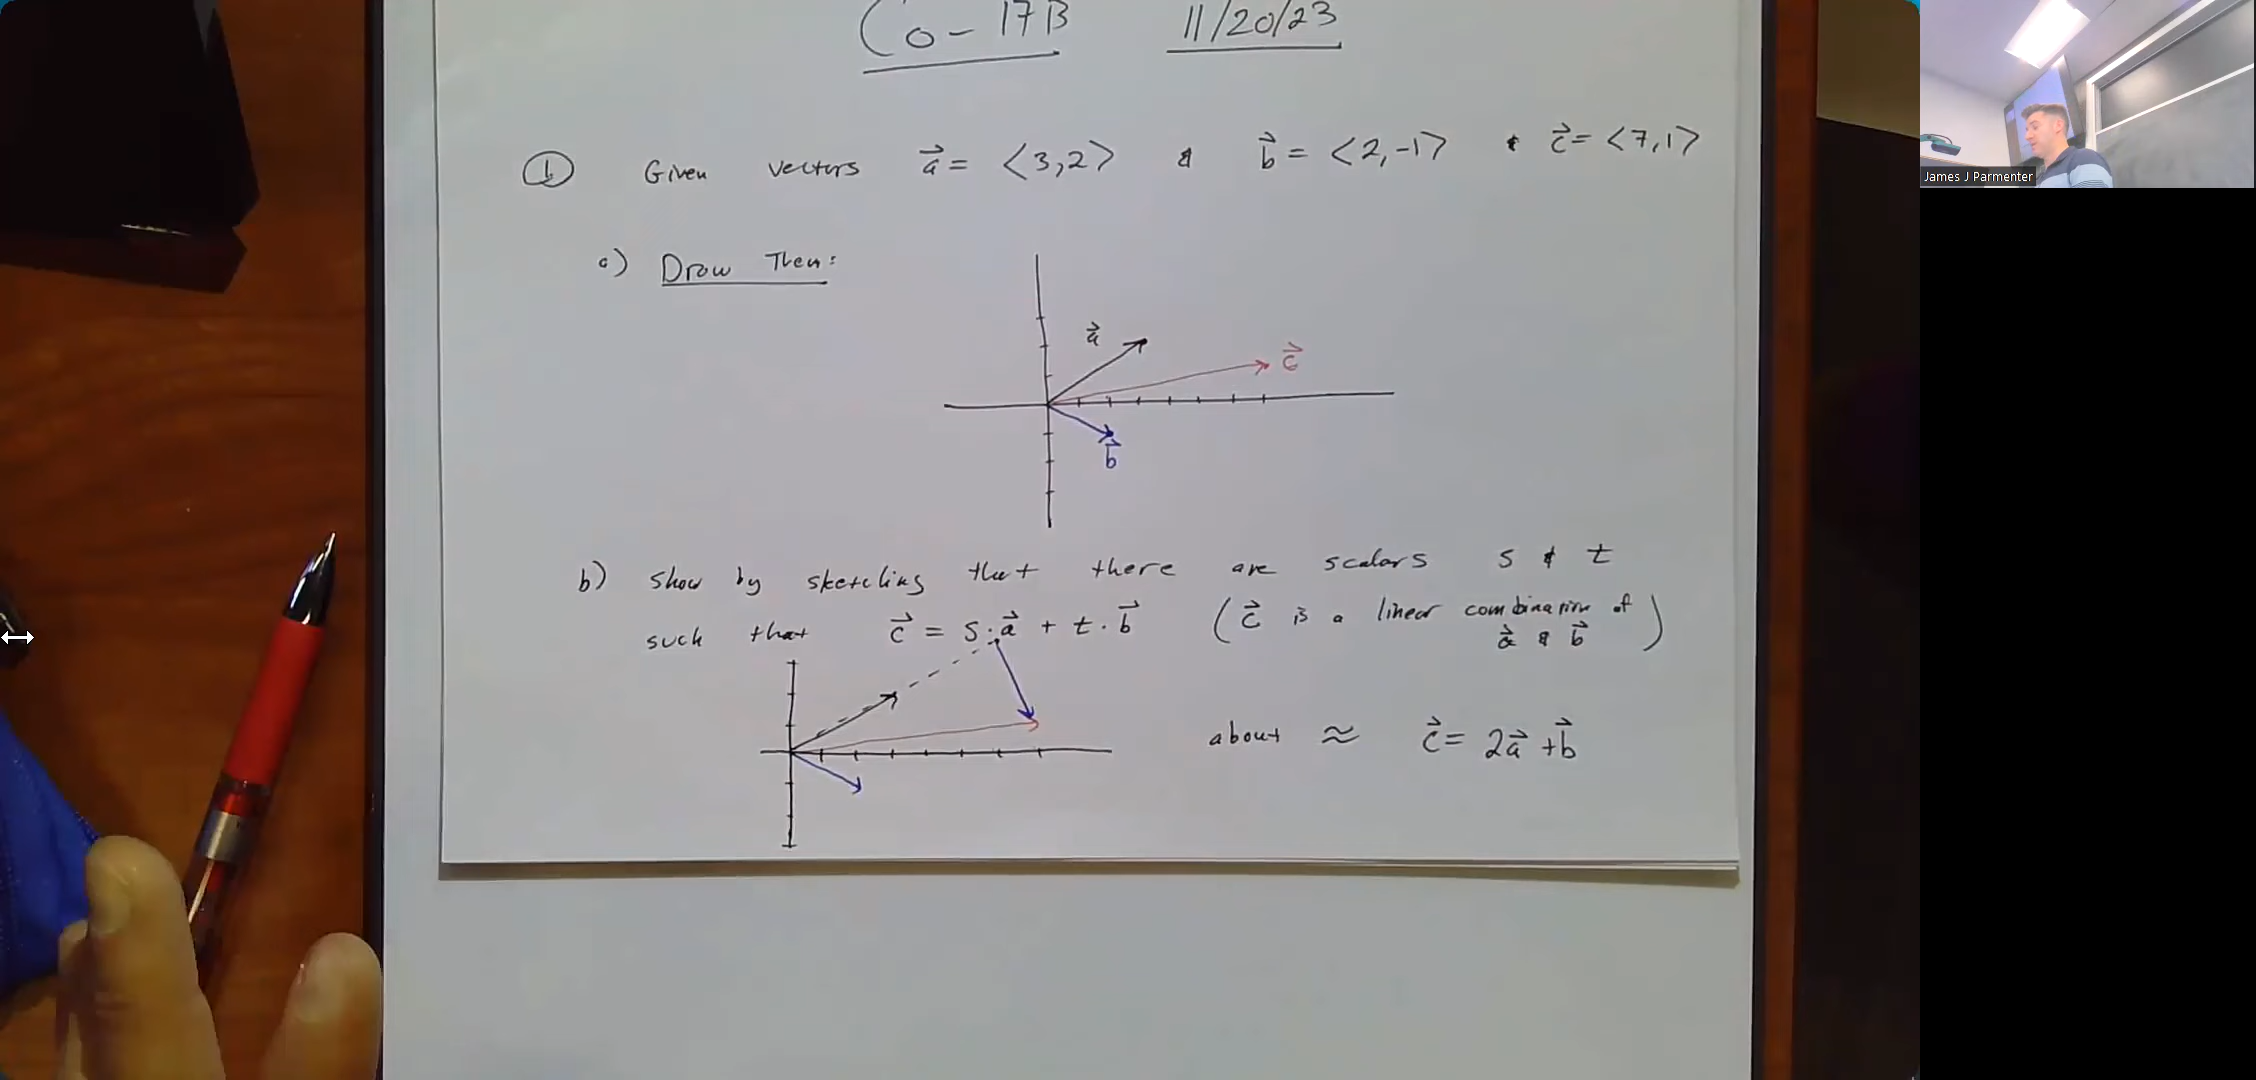 Co-17B 11/20/23
① Given vectors a⃗ = <3,2> & b⃗ = <2,-1> & c⃗ = <7,1>
a) Draw Them:
a⃗
c⃗
b⃗
b) Show by sketching that there are scalars s & t
such that c⃗ = s·a⃗ + t·b⃗ (c⃗ is a linear combination of a⃗ & b⃗)
about ≈ c⃗ = 2a⃗ + b⃗
James J Parmenter